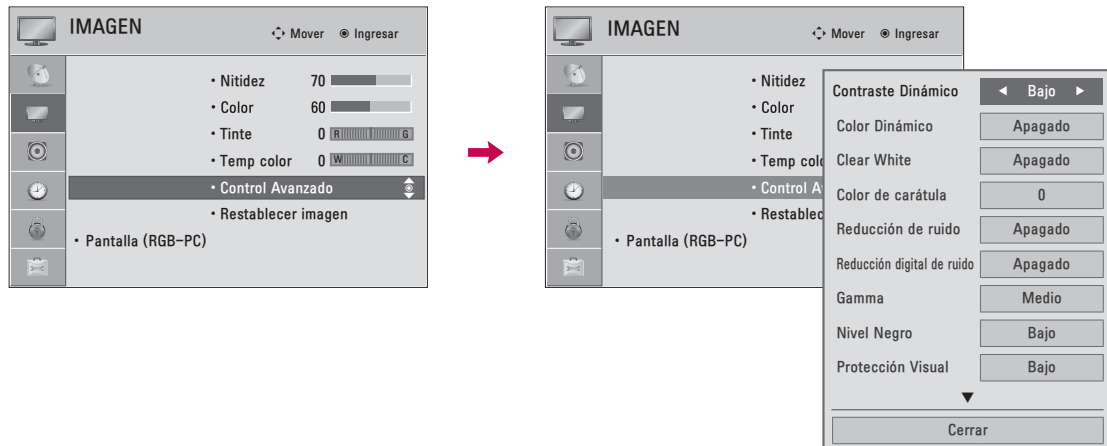 IMAGEN
Mover
Ingresar
• Nitidez 70
• Color 60
• Tinte 0 R G
• Temp color 0 W C
• Control Avanzado
• Restablecer imagen
• Pantalla (RGB-PC)
IMAGEN
Mover
Ingresar
• Nitidez
• Color
• Tinte
• Temp colo
• Control A
• Restablec
• Pantalla (RGB-PC)
Contraste Dinámico ◄ Bajo ►
Color Dinámico Apagado
Clear White Apagado
Color de carátula 0
Reducción de ruido Apagado
Reducción digital de ruido Apagado
Gamma Medio
Nivel Negro Bajo
Protección Visual Bajo
▼
Cerrar